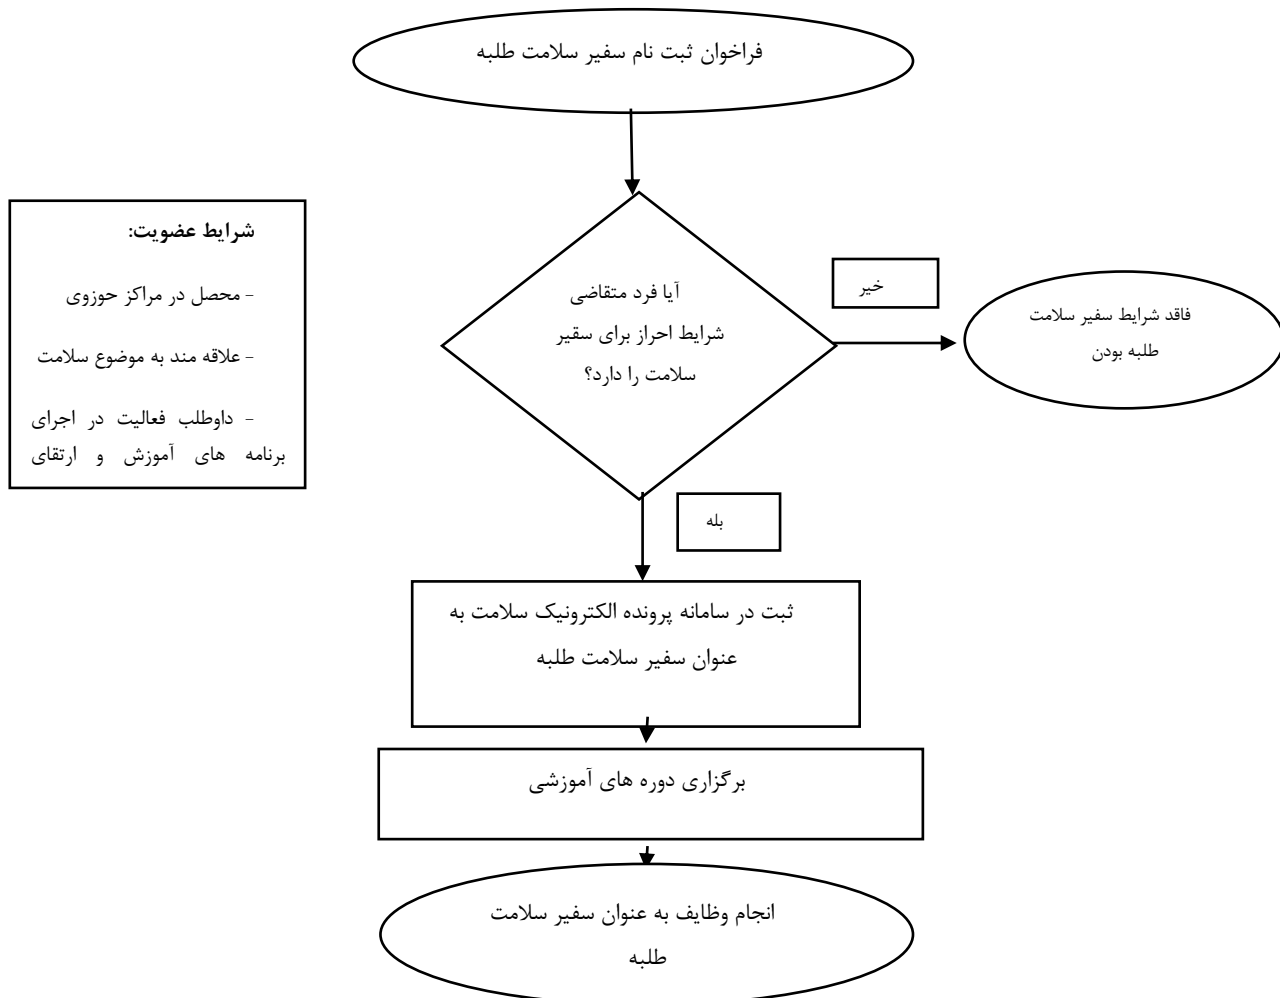 فراخوان ثبت نام سفیر سلامت طلبه
شرایط عضویت:
- محصل در مراکز حوزوی
- علاقه مند به موضوع سلامت
- داوطلب فعالیت در اجرای
برنامه های آموزش و ارتقای
آیا فرد متقاضی
شرایط احراز برای سقیر
سلامت را دارد؟
خیر
فاقد شرایط سفیر سلامت
طلبه بودن
بله
ثبت در سامانه پرونده الکترونیک سلامت به
عنوان سفیر سلامت طلبه
برگزاری دوره های آموزشی
انجام وظایف به عنوان سفیر سلامت
طلبه